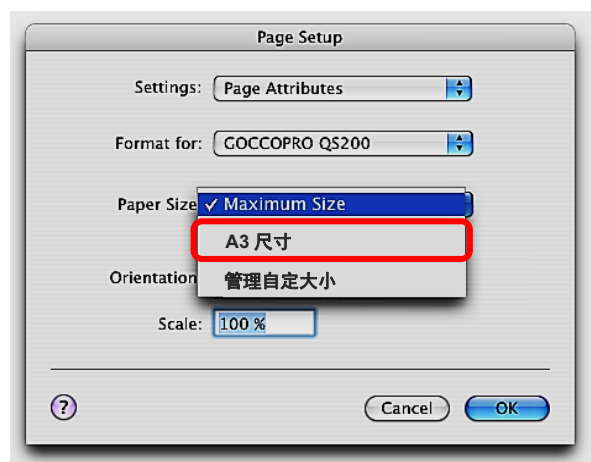 Page Setup
Settings: Page Attributes
Format for: GOCCOPRO QS200
Paper Size ✓ Maximum Size
A3 尺寸
管理自定大小
Orientation
Scale: 100 %
? Cancel OK